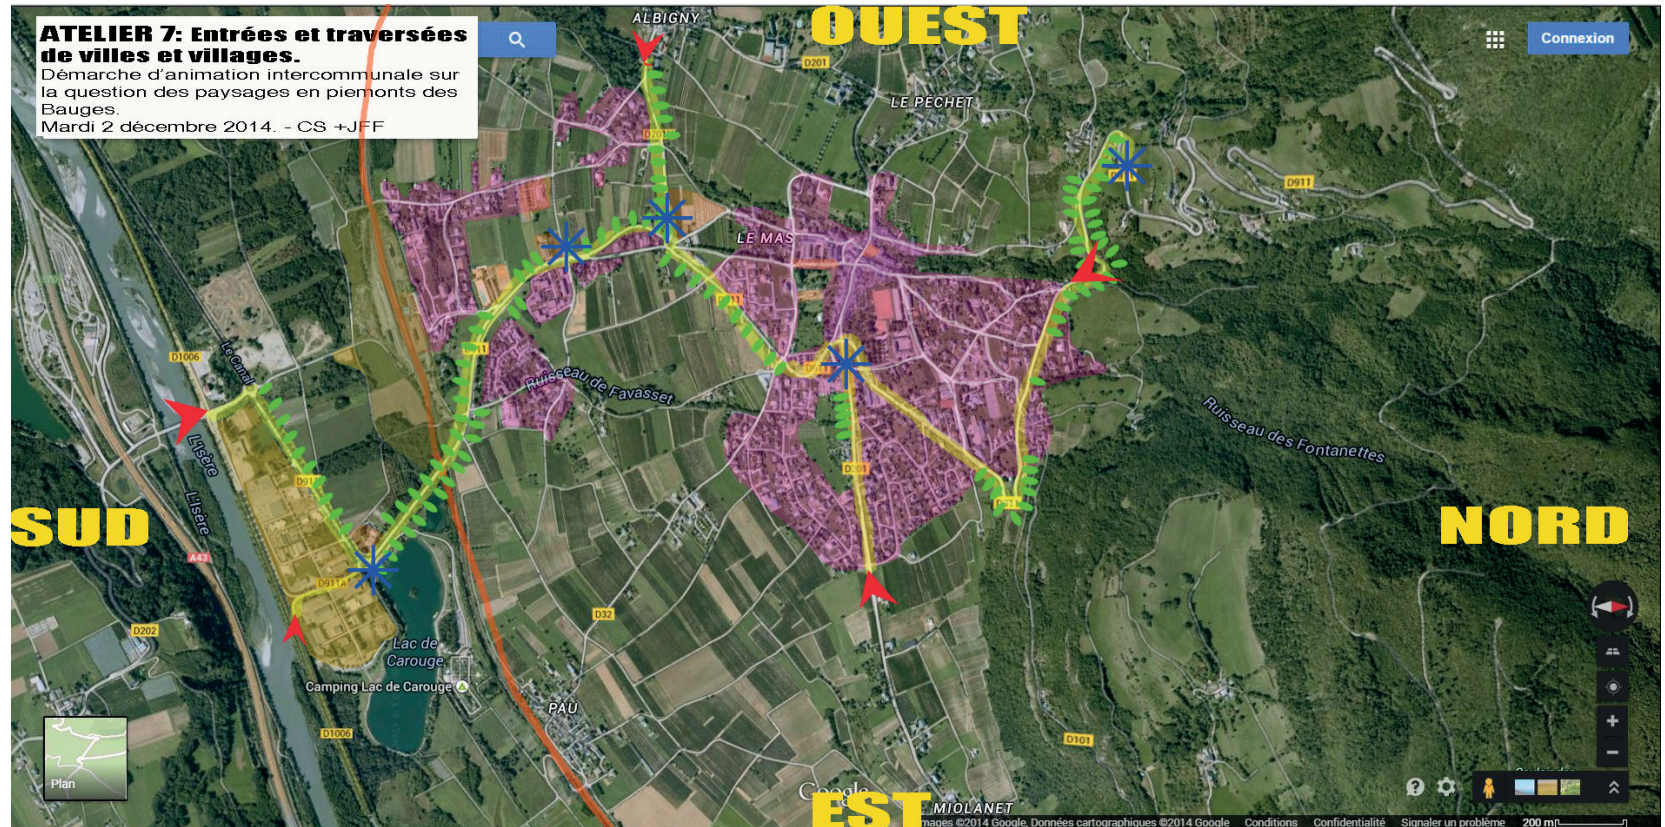 ATELIER 7: Entrées et traversées
de villes et villages.
Démarche d'animation intercommunale sur
la question des paysages en piemonts des
Bauges.
Mardi 2 décembre 2014. - CS +JFF
ALBIGNY
OUEST
Connexion
D201
LE PÉCHET
D201
D911
LE MAS
D911
D1006
Le Canal
D911
Ruisseau de Favasset
Ruisseau des Fontanettes
L'Isère
D201
D91
L'Isère
SUD
NORD
A43
D911A
D202
D32
Lac de
Carouge
Camping Lac de Carouge
PAU
D1006
D101
Plan
Google
EST
MIOLANET
mages ©2014 Google, Données cartographiques ©2014 Google
Conditions
Confidentialité
Signaler un problème
200 m